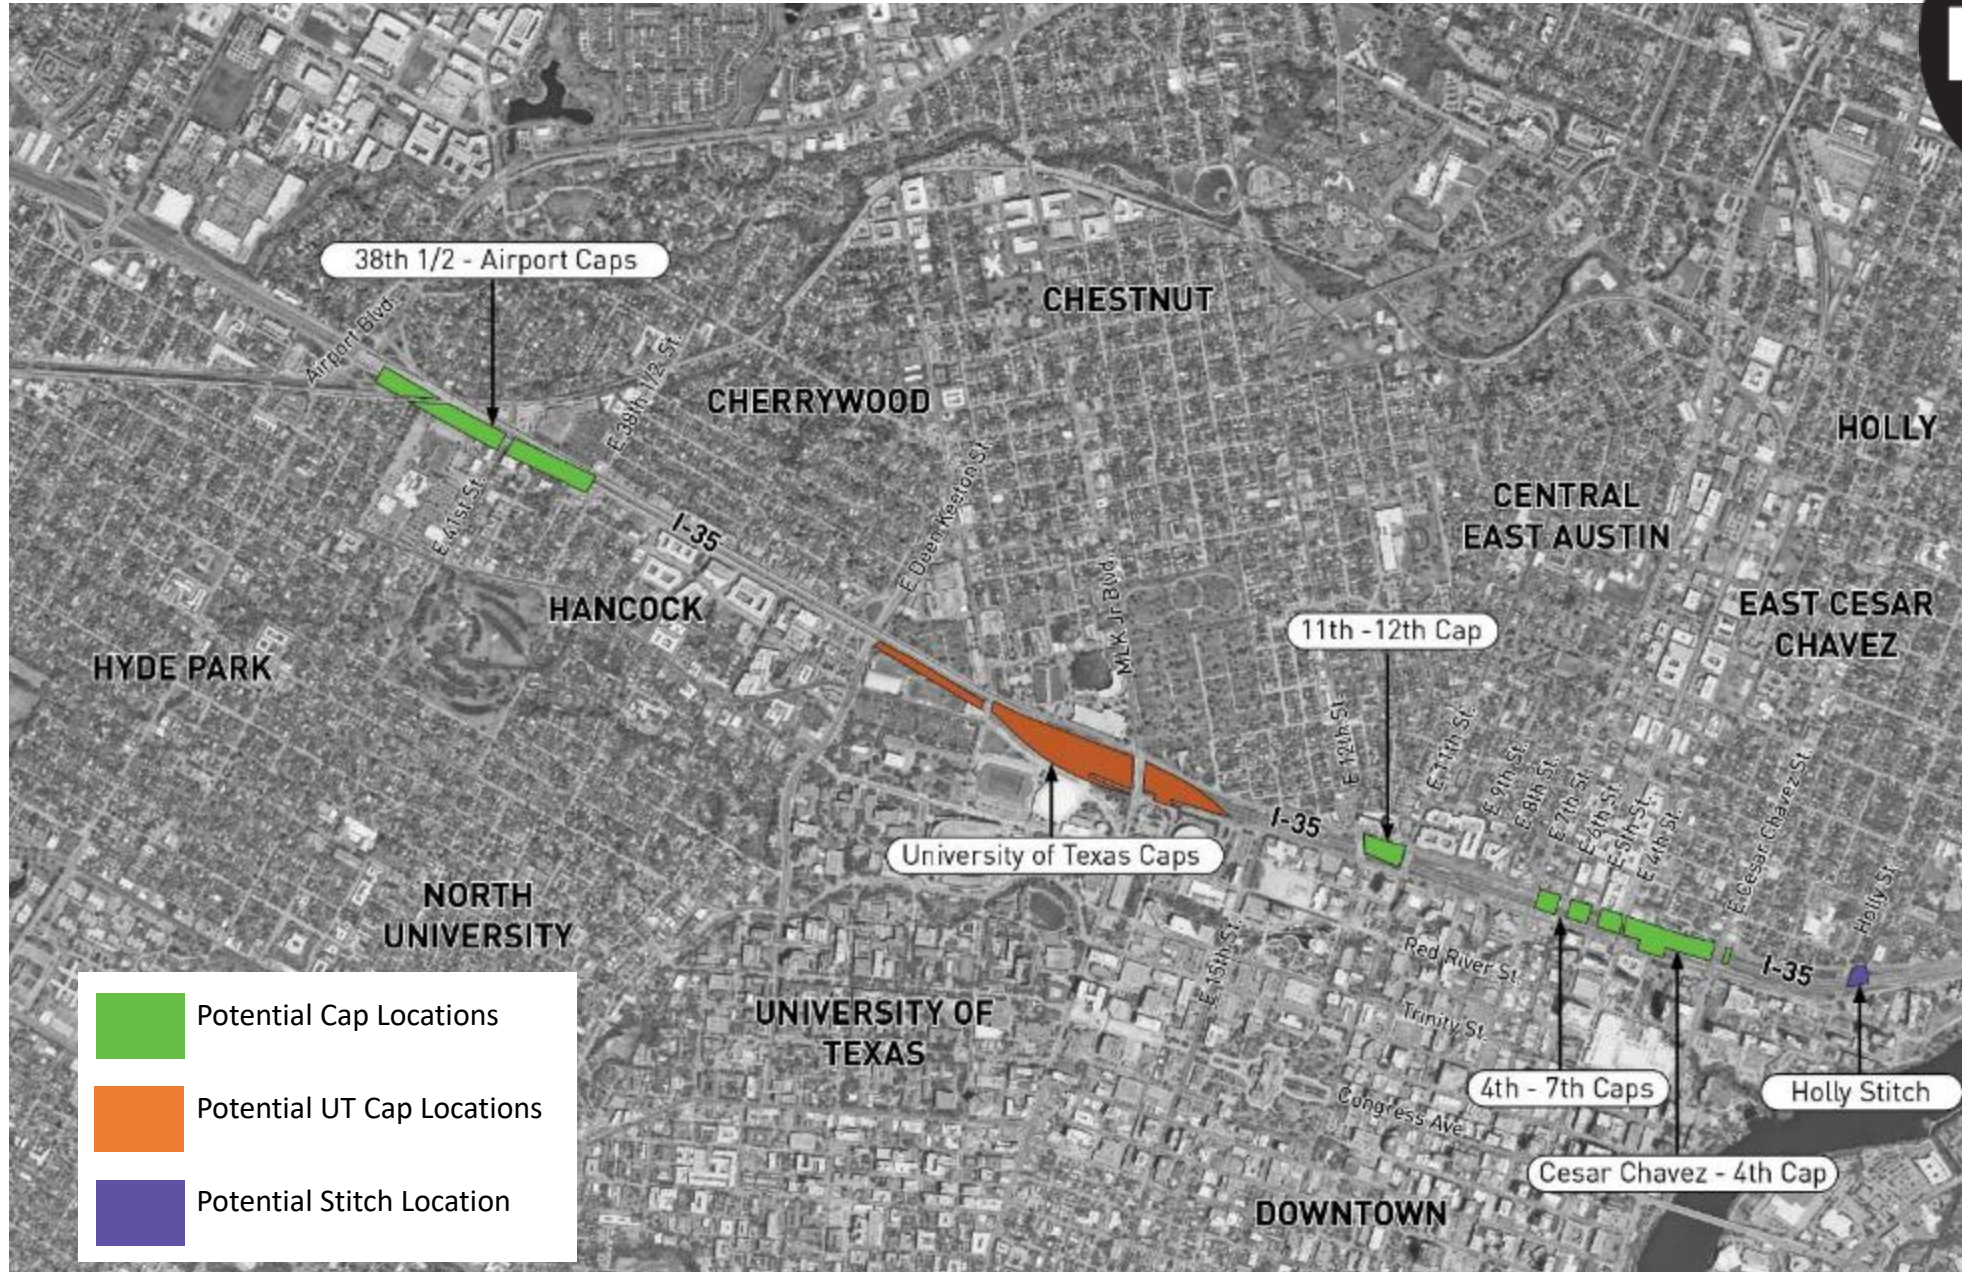 38th 1/2 - Airport Caps
CHESTNUT
Airport Blvd.
E 38th 1/2 St.
CHERRYWOOD
HOLLY
E 41st St.
I-35
E Deen Keeton St
CENTRAL
EAST AUSTIN
HANCOCK
MLK Jr Blvd.
EAST CESAR
CHAVEZ
11th -12th Cap
HYDE PARK
E 12th St.
E 11th St.
E 9th St.
E 8th St.
E 7th St.
E 6th St.
E 5th St.
E 4th St.
E Cesar Chavez St.
Holly St.
I-35
University of Texas Caps
NORTH
UNIVERSITY
E 15th St.
Red River St.
I-35
Trinity St.
UNIVERSITY OF
TEXAS
4th - 7th Caps
Holly Stitch
Congress Ave
Cesar Chavez - 4th Cap
DOWNTOWN
Potential Cap Locations
Potential UT Cap Locations
Potential Stitch Location